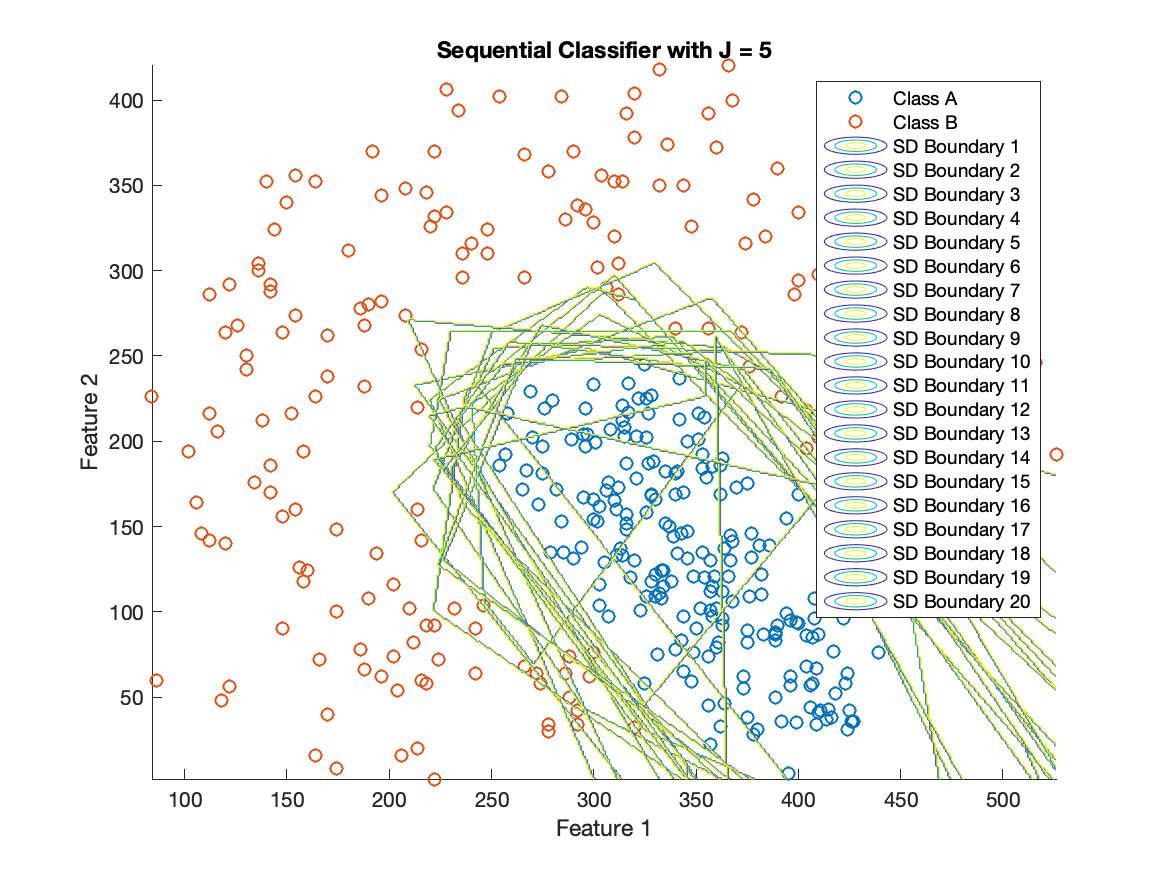 Sequential Classifier with J = 5
Class A
Class B
SD Boundary 1
SD Boundary 2
SD Boundary 3
SD Boundary 4
SD Boundary 5
SD Boundary 6
SD Boundary 7
SD Boundary 8
SD Boundary 9
SD Boundary 10
SD Boundary 11
SD Boundary 12
SD Boundary 13
SD Boundary 14
SD Boundary 15
SD Boundary 16
SD Boundary 17
SD Boundary 18
SD Boundary 19
SD Boundary 20
Feature 2
400
350
300
250
200
150
100
50
100 150 200 250 300 350 400 450 500
Feature 1